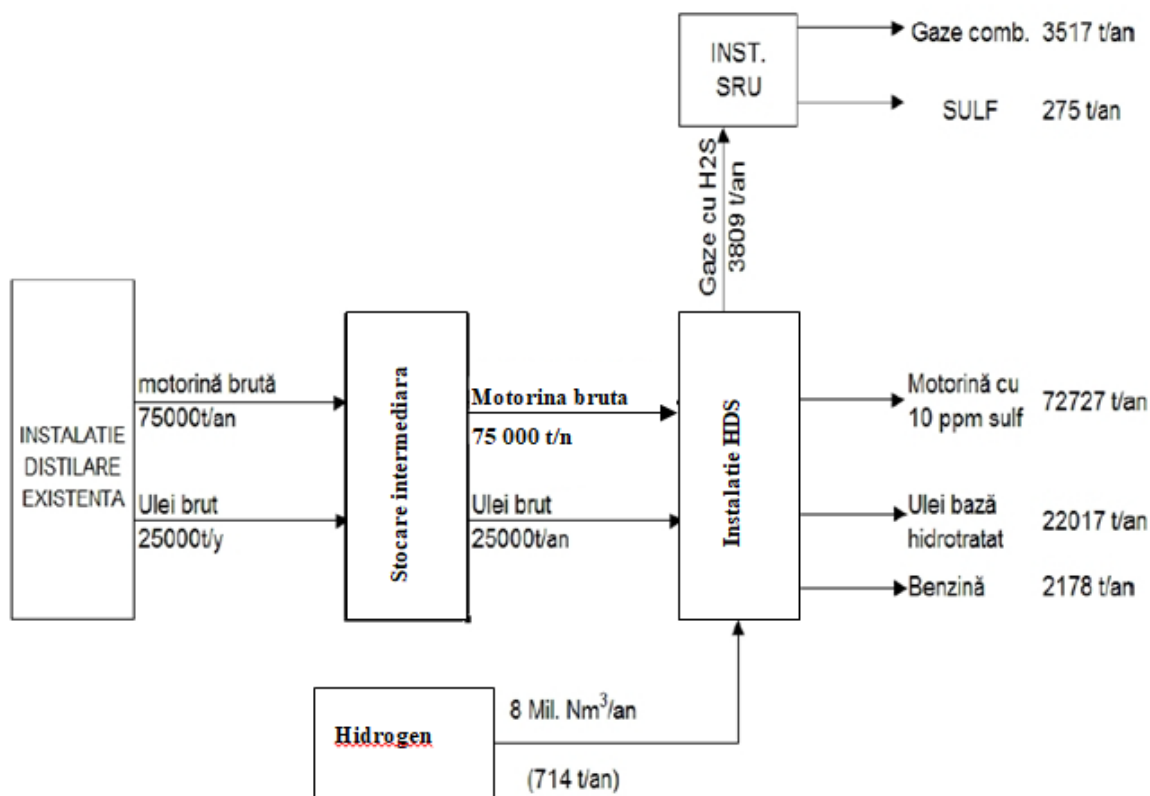 INST.
SRU
Gaze comb. 3517 t/an
SULF 275 t/an
Gaze cu H2S
3809 t/an
INSTALATIE
DISTILARE
EXISTENTA
motorină brută
75000t/an
Ulei brut
25000t/y
Stocare intermediara
Motorina bruta
75 000 t/n
Ulei brut
25000t/an
Instalatie HDS
Motorină cu
10 ppm sulf 72727 t/an
Ulei bază
hidrotratat 22017 t/an
Benzină 2178 t/an
Hidrogen
8 Mil. Nm³/an
(714 t/an)